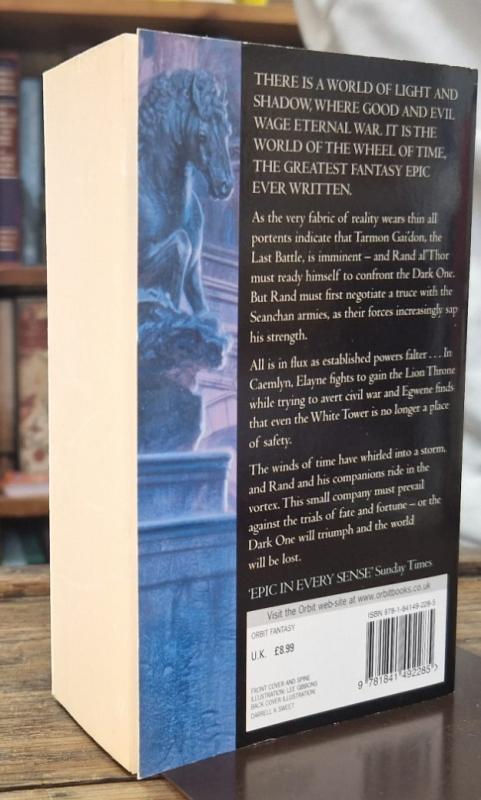 THERE IS A WORLD OF LIGHT AND
SHADOW, WHERE GOOD AND EVIL
WAGE ETERNAL WAR. IT IS THE
WORLD OF THE WHEEL OF TIME,
THE GREATEST FANTASY EPIC
EVER WRITTEN.
As the very fabric of reality wears thin all
portents indicate that Tarmon Gai'don, the
Last Battle, is imminent – and Rand al'Thor
must ready himself to confront the Dark One.
But Rand must first negotiate a truce with the
Seanchan armies, as their forces increasingly sap
his strength.
All is in flux as established powers falter . . . In
Caemlyn, Elayne fights to gain the Lion Throne
while trying to avert civil war and Egwene finds
that even the White Tower is no longer a place
of safety.
The winds of time have whirled into a storm,
and Rand and his companions ride in the
vortex. This small company must prevail
against the trials of fate and fortune – or the
Dark One will triumph and the world
will be lost.
'EPIC IN EVERY SENSE' Sunday Times
Visit the Orbit web-site at www.orbitbooks.co.uk
ORBIT FANTASY
ISBN 978-1-84149-228-5
U.K. £8.99
FRONT COVER AND SPINE
ILLUSTRATION: LEE GIBBONS
BACK COVER ILLUSTRATION:
DARRELL K SWEET
9 781841 492285 >